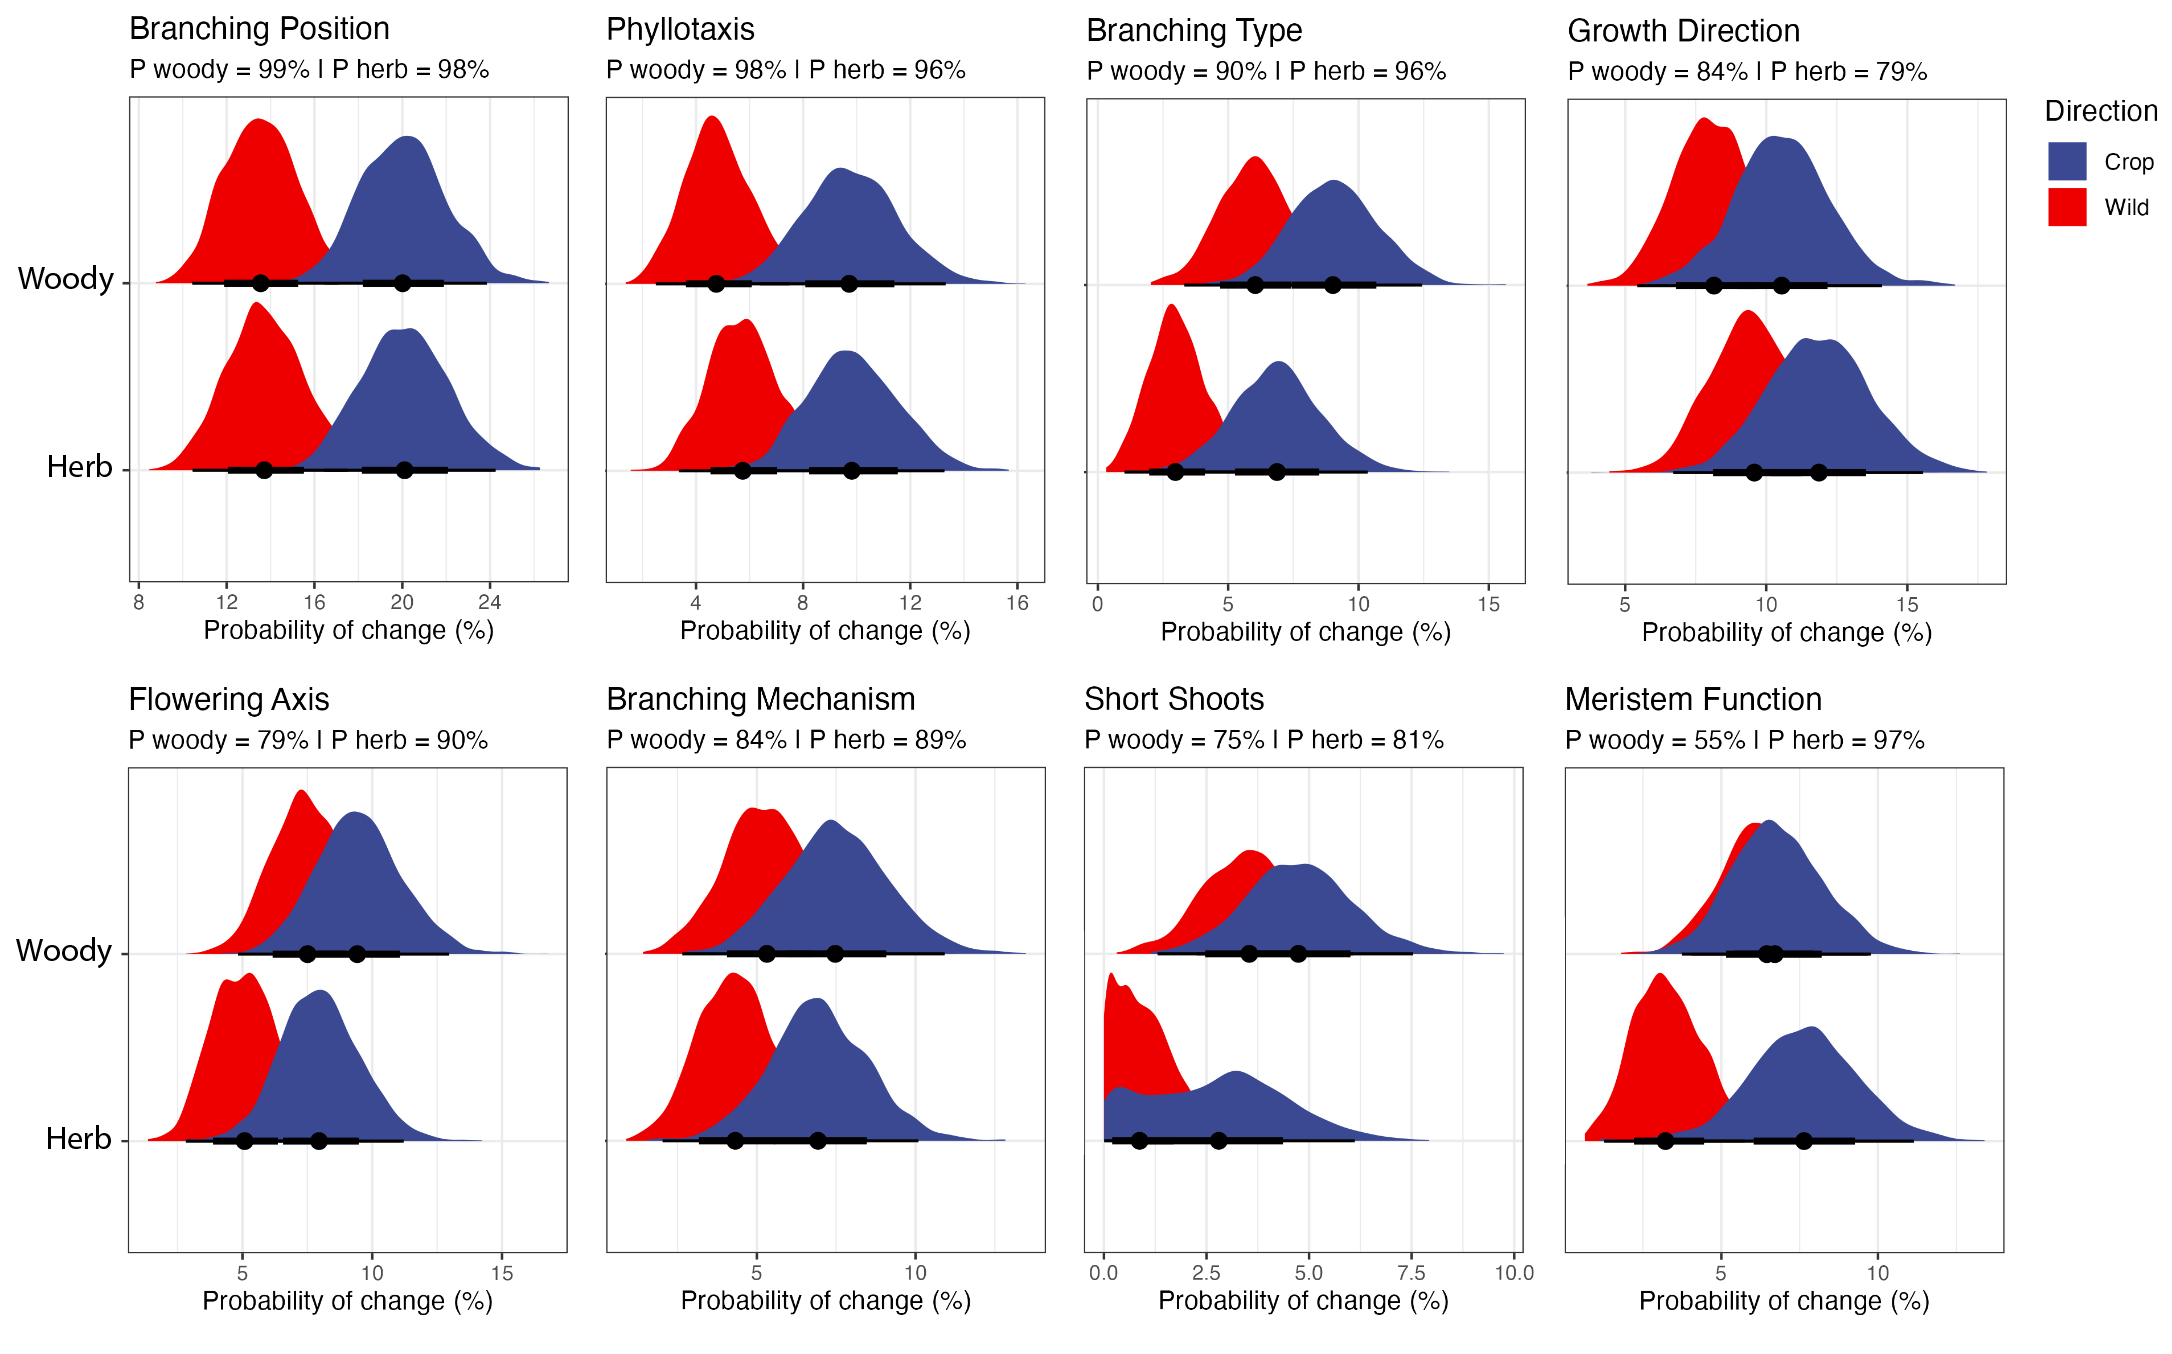 Branching Position
P woody = 99% I P herb = 98%
Phyllotaxis
P woody = 98% I P herb = 96%
Branching Type
P woody = 90% I P herb = 96%
Growth Direction
P woody = 84% I P herb = 79%
Direction
Crop
Wild
Woody
Herb
8 12 16 20 24
4 8 12 16
0 5 10 15
5 10 15
Probability of change (%)
Probability of change (%)
Probability of change (%)
Probability of change (%)
Flowering Axis
P woody = 79% I P herb = 90%
Branching Mechanism
P woody = 84% I P herb = 89%
Short Shoots
P woody = 75% I P herb = 81%
Meristem Function
P woody = 55% I P herb = 97%
Woody
Herb
5 10 15
5 10
0.0 2.5 5.0 7.5 10.0
5 10
Probability of change (%)
Probability of change (%)
Probability of change (%)
Probability of change (%)